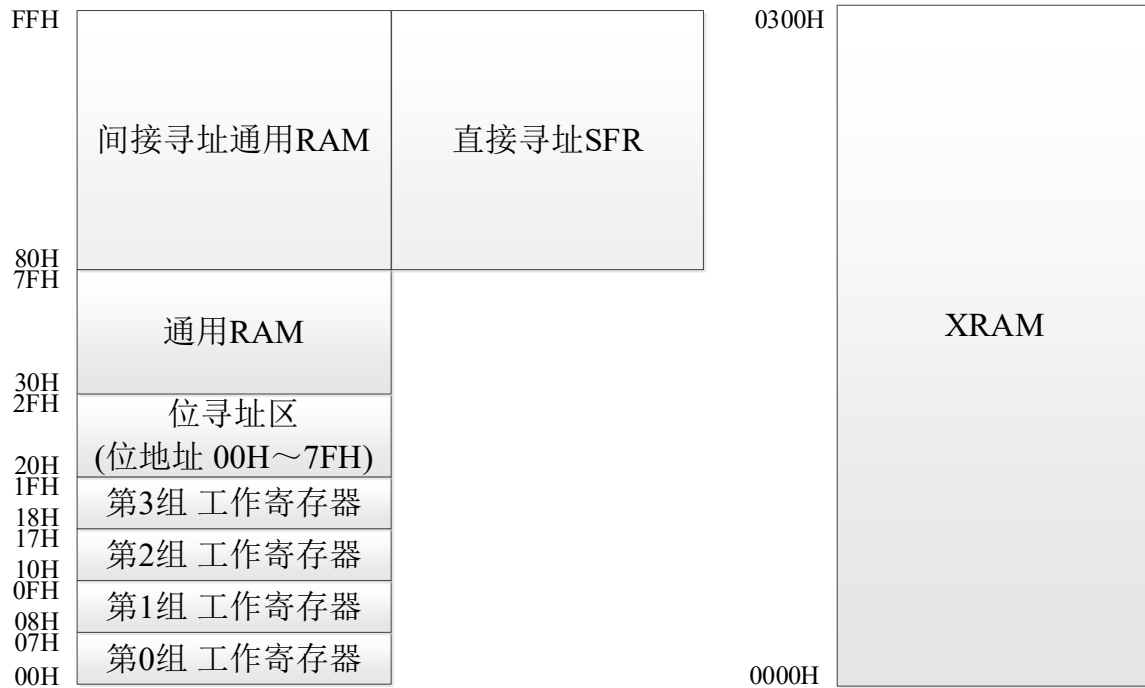 FFH
间接寻址通用RAM
直接寻址SFR
80H
7FH
通用RAM
30H
2FH
位寻址区
(位地址 00H～7FH)
20H
1FH
第3组 工作寄存器
18H
17H
第2组 工作寄存器
10H
0FH
第1组 工作寄存器
08H
07H
第0组 工作寄存器
00H
0300H
XRAM
0000H